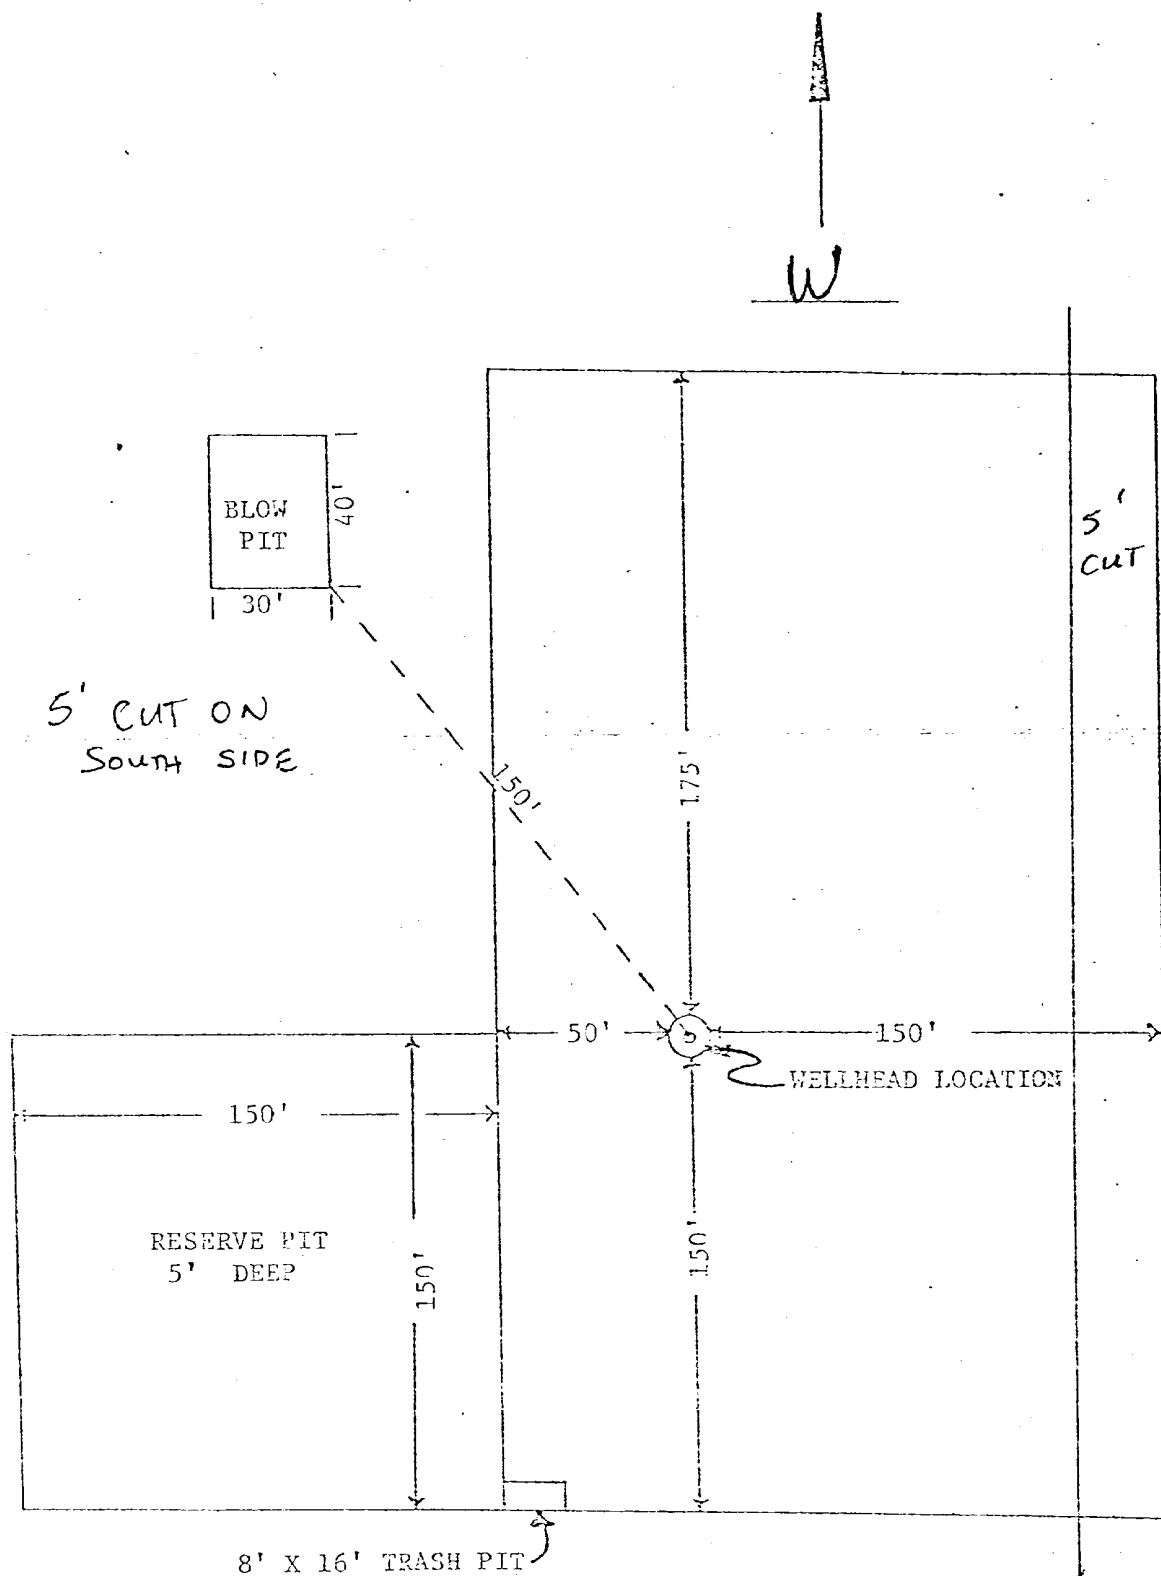 W
BLOW
PIT
40'
30'
5'
CUT
5' CUT ON
SOUTH SIDE
150'
175'
50'
150'
WELLHEAD LOCATION
150'
RESERVE PIT
5' DEEP
150'
150'
8' X 16' TRASH PIT